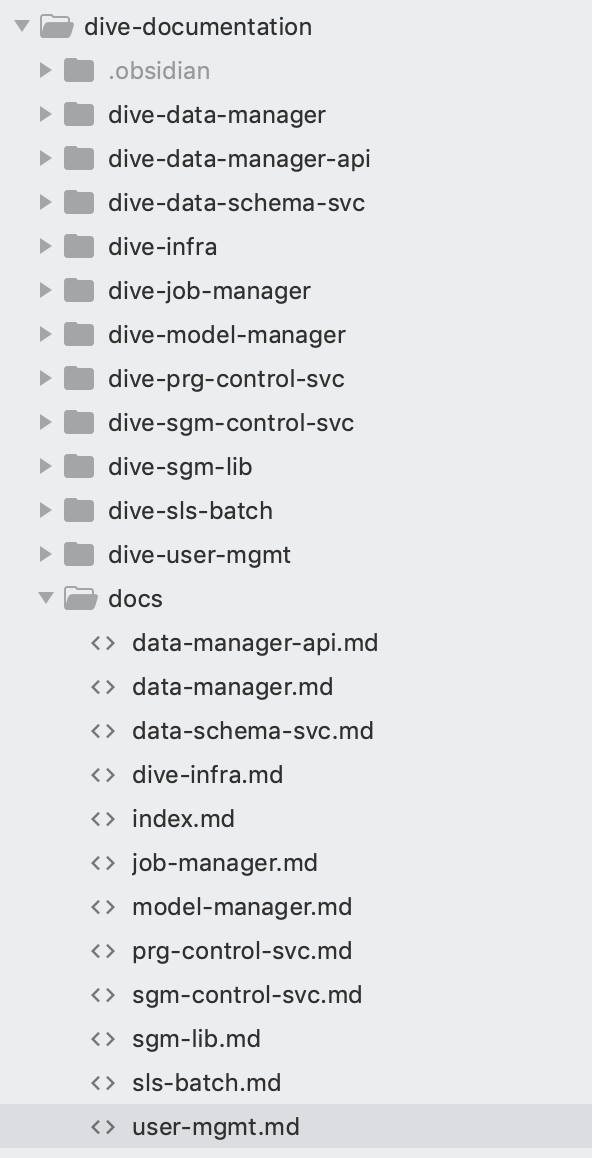 dive-documentation
.obsidian
dive-data-manager
dive-data-manager-api
dive-data-schema-svc
dive-infra
dive-job-manager
dive-model-manager
dive-prg-control-svc
dive-sgm-control-svc
dive-sgm-lib
dive-sls-batch
dive-user-mgmt
docs
data-manager-api.md
data-manager.md
data-schema-svc.md
dive-infra.md
index.md
job-manager.md
model-manager.md
prg-control-svc.md
sgm-control-svc.md
sgm-lib.md
sls-batch.md
user-mgmt.md